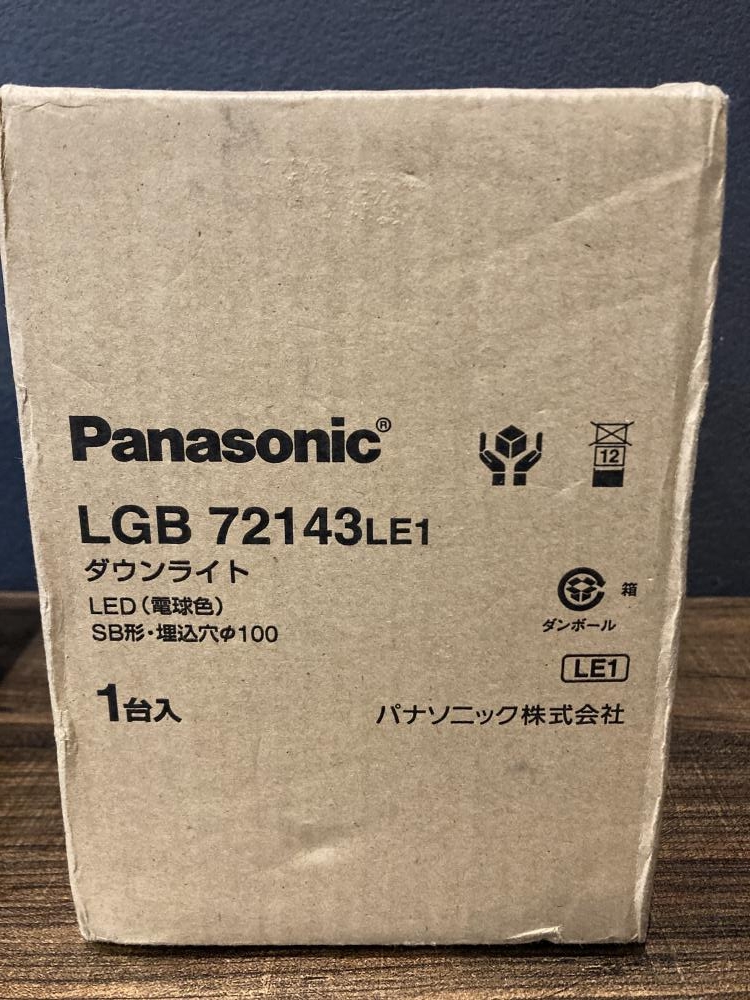 Panasonic®
12
LGB 72143LE1
ダウンライト
LED(電球色)
SB形・埋込穴φ100
箱
ダンボール
LE1
1台入
パナソニック株式会社